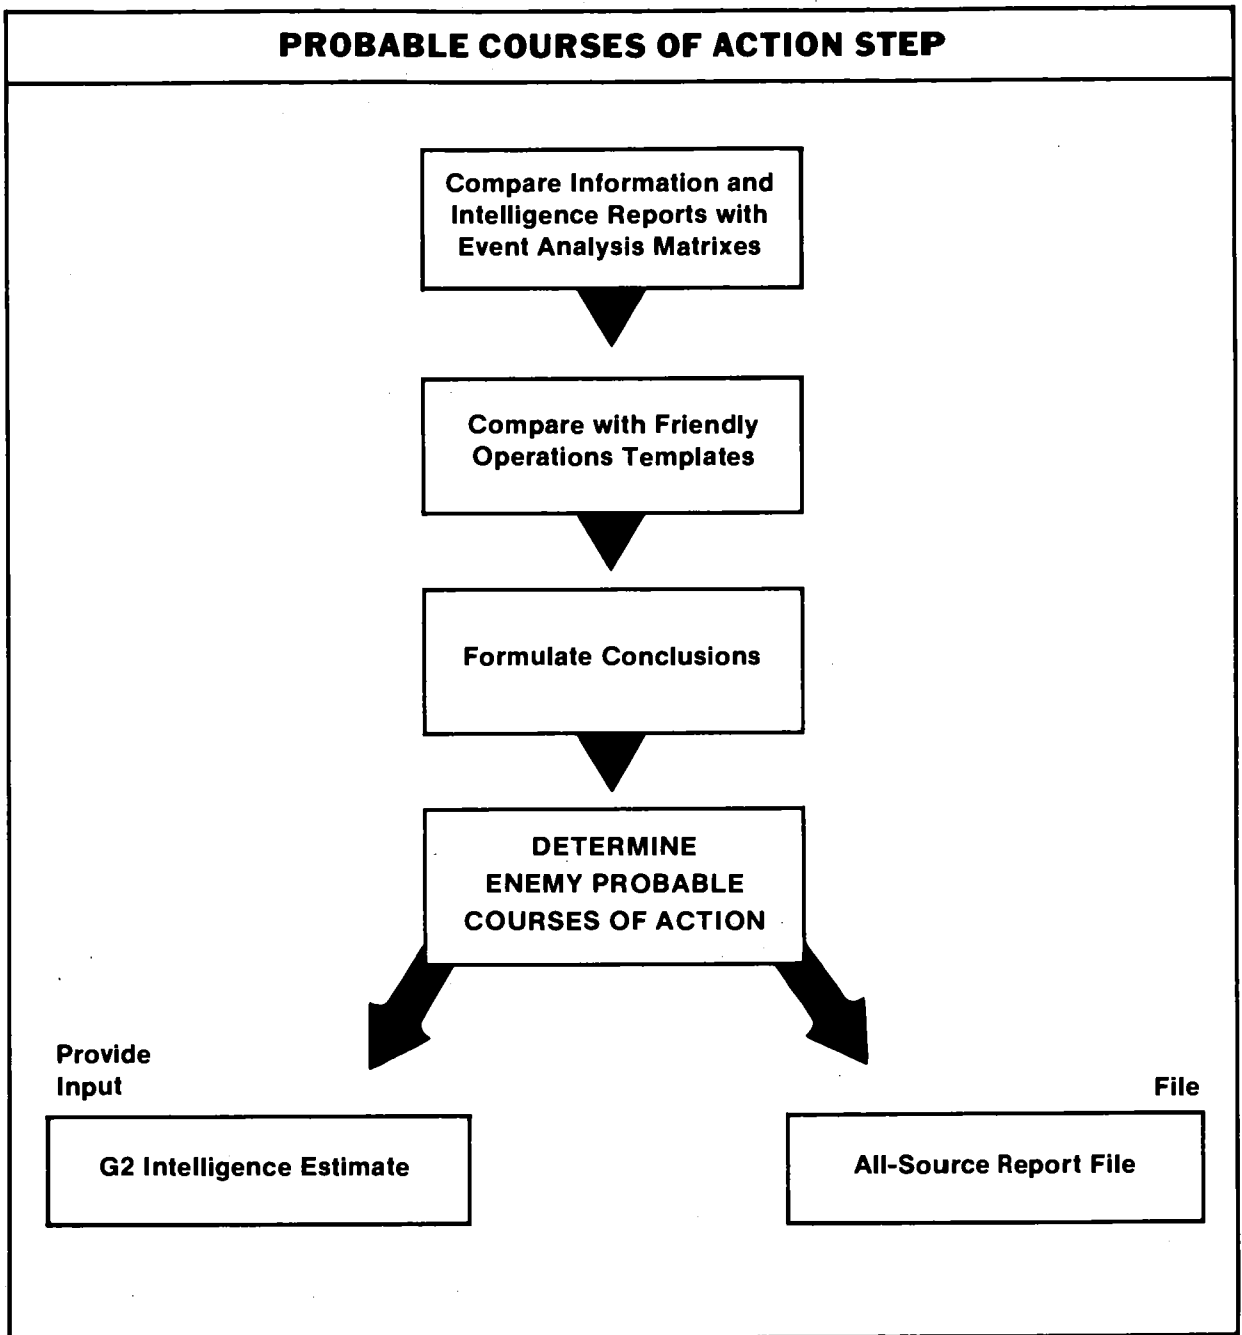 PROBABLE COURSES OF ACTION STEP
Compare Information and
Intelligence Reports with
Event Analysis Matrixes
Compare with Friendly
Operations Templates
Formulate Conclusions
DETERMINE
ENEMY PROBABLE
COURSES OF ACTION
Provide
Input
G2 Intelligence Estimate
File
All-Source Report File